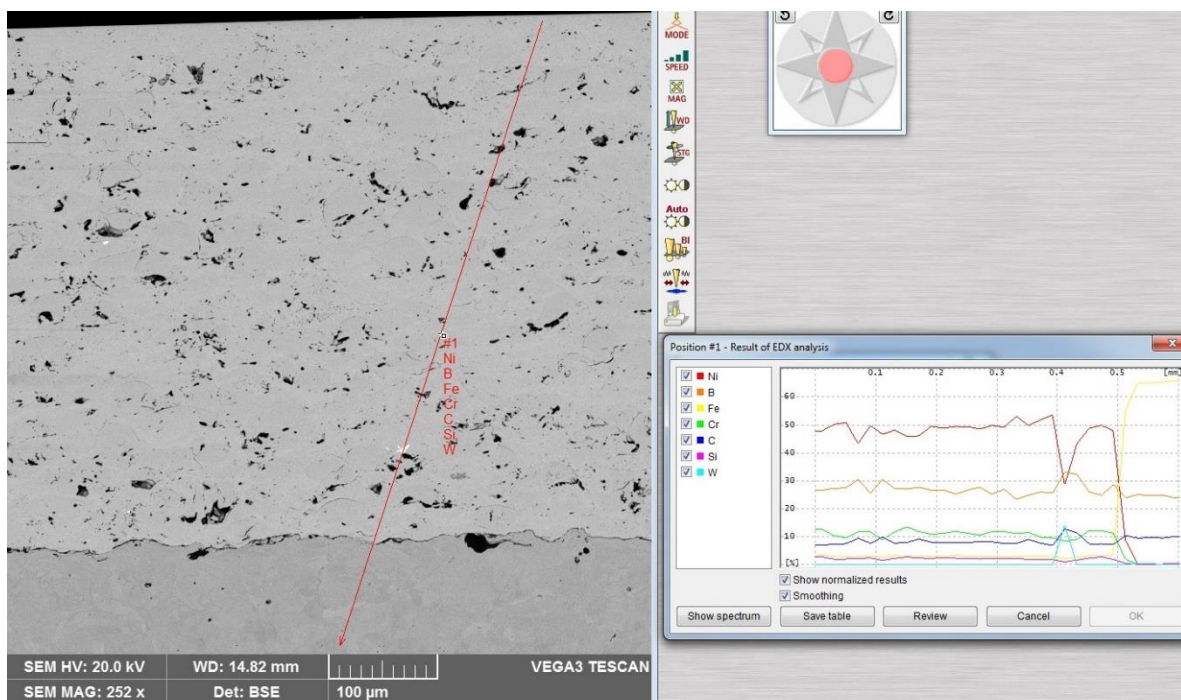 #1
Ni
B
Fe
Cr
C
Si
W
SEM HV: 20.0 kV
WD: 14.82 mm
VEGA3 TESCAN
SEM MAG: 252 x
Det: BSE
100 µm
MODE
SPEED
MAG
WD
STG
Auto
BI
Position #1 - Result of EDX analysis
Ni
B
Fe
Cr
C
Si
W
0.1 0.2 0.3 0.4 0.5 [mm]
60
50
40
30
20
10
[%]
Show normalized results
Smoothing
Show spectrum
Save table
Review
Cancel
OK